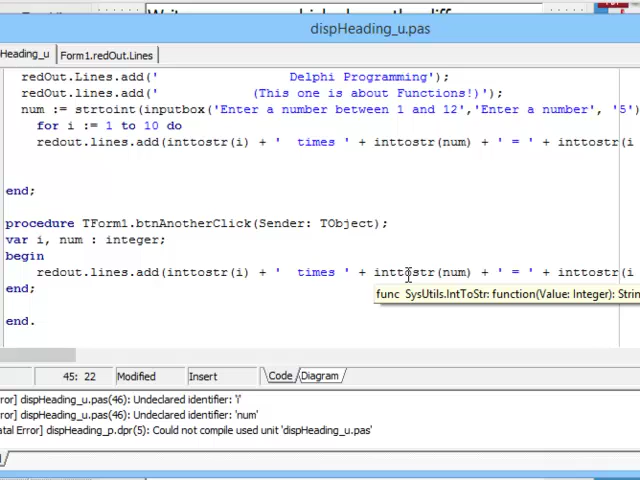 dispHeading_u.pas
Heading_u Form1.redOut.Lines
redOut.Lines.add(' Delphi Programming');
redOut.Lines.add(' (This one is about Functions!)');
num := strtoint(inputbox('Enter a number between 1 and 12','Enter a number', '5')
for i := 1 to 10 do
redout.lines.add(inttostr(i) + ' times ' + inttostr(num) + ' = ' + inttostr(i
end;
procedure TForm1.btnAnotherClick(Sender: TObject);
var i, num : integer;
begin
redout.lines.add(inttostr(i) + ' times ' + inttostr(num) + ' = ' + inttostr(i
end;
func SysUtils.IntToStr: function(Value: Integer): Strin
end.
45: 22 Modified Insert Code Diagram
rror] dispHeading_u.pas(46): Undeclared identifier: 'i'
rror] dispHeading_u.pas(46): Undeclared identifier: 'num'
atal Error] dispHeading_p.dpr(5): Could not compile used unit 'dispHeading_u.pas'